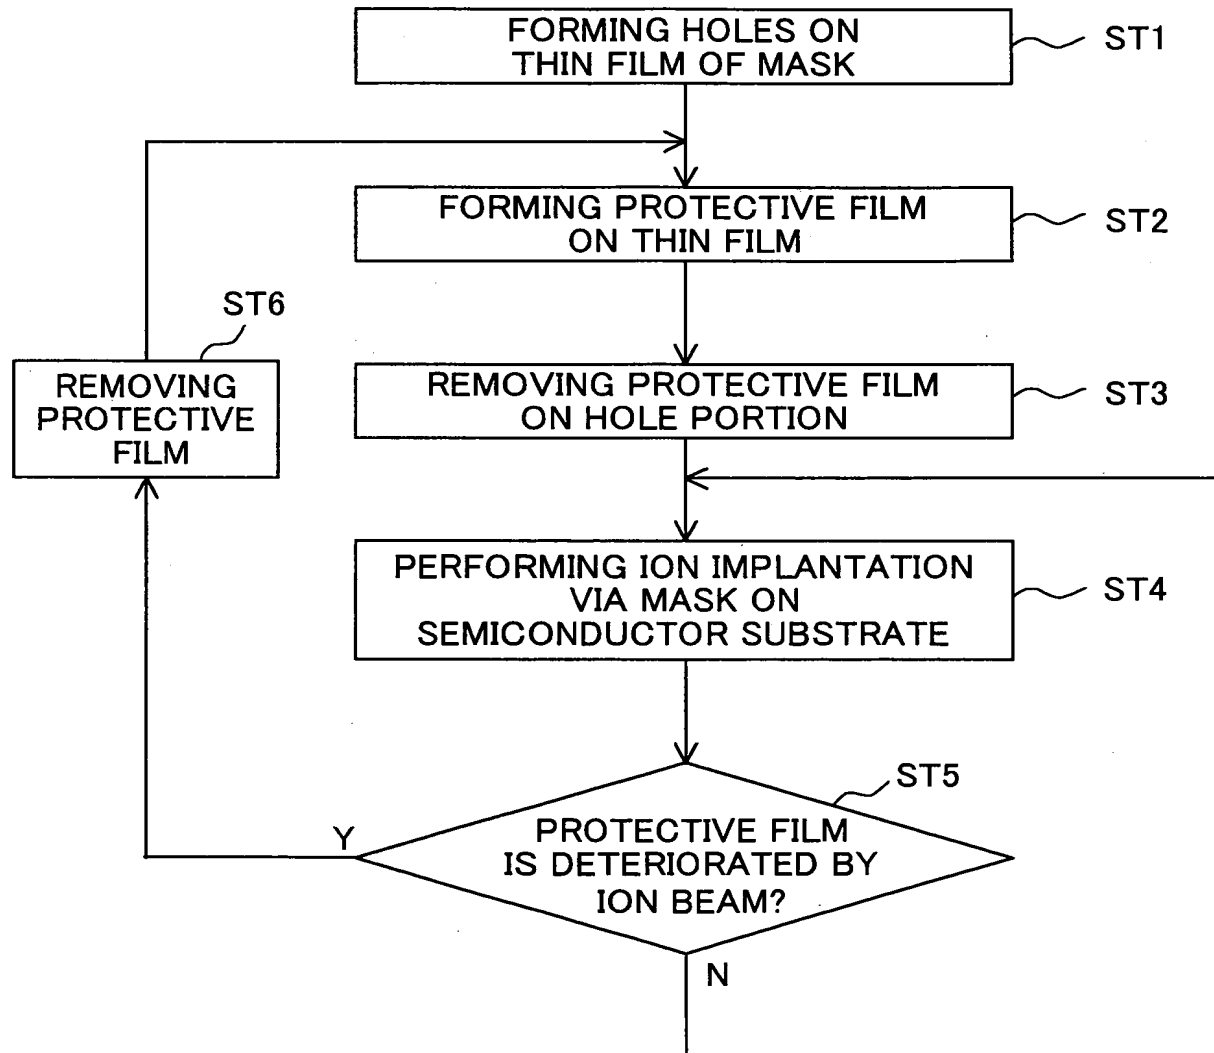 FORMING HOLES ON
THIN FILM OF MASK
ST1
FORMING PROTECTIVE FILM
ON THIN FILM
ST2
ST6
REMOVING
PROTECTIVE
FILM
REMOVING PROTECTIVE FILM
ON HOLE PORTION
ST3
PERFORMING ION IMPLANTATION
VIA MASK ON
SEMICONDUCTOR SUBSTRATE
ST4
ST5
Y
PROTECTIVE FILM
IS DETERIORATED BY
ION BEAM?
N